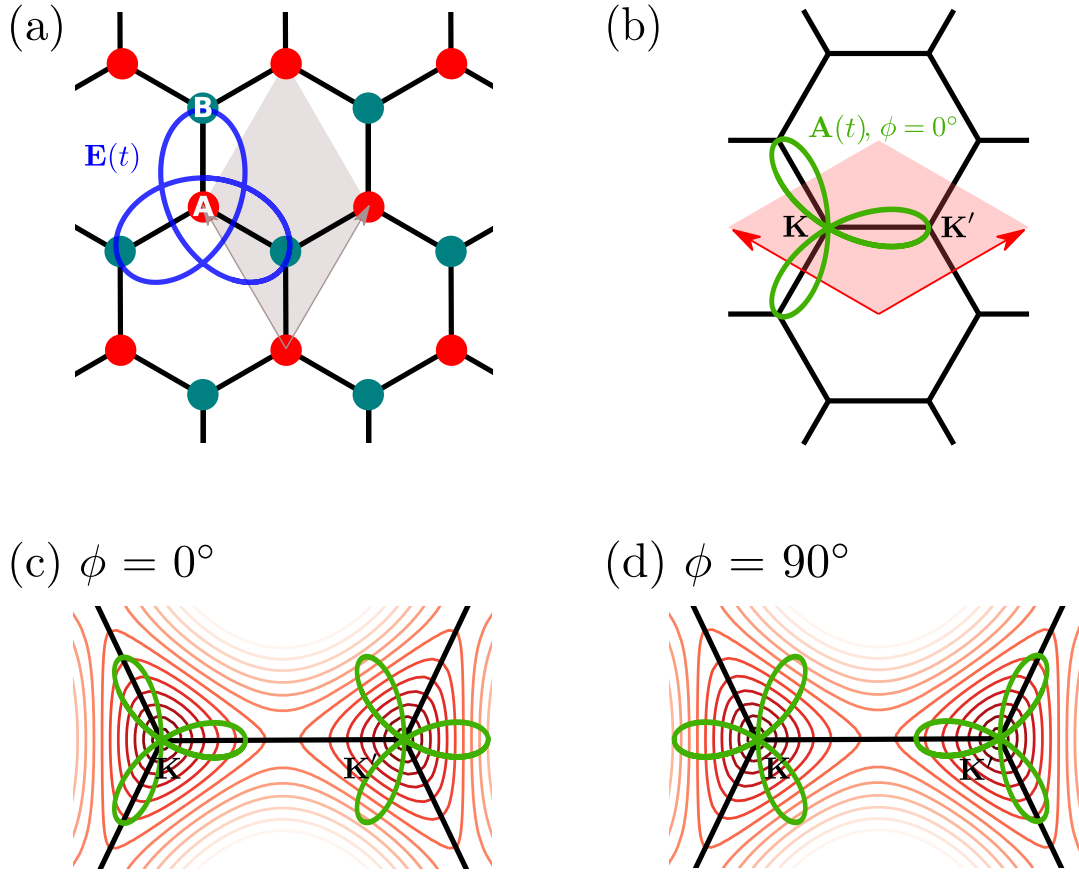 (a)
B
E(t)
A
(b)
A(t), ϕ = 0°
K
K′
(c) ϕ = 0°
K
K′
(d) ϕ = 90°
K
K′